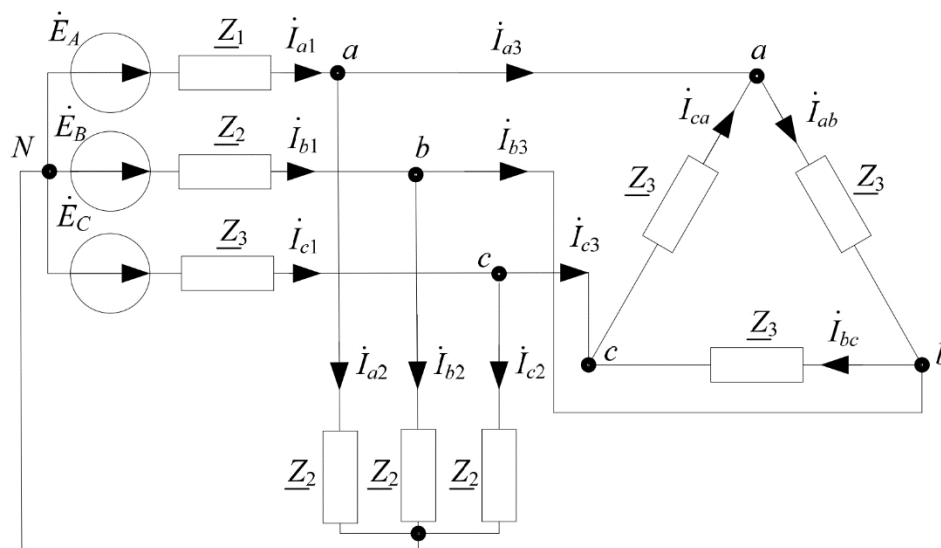 Ė_A Z_1 İ_a1 a İ_a3 a
İ_ca İ_ab
N Ė_B Z_2 İ_b1 b İ_b3
Z_3 Z_3
Ė_C Z_3 İ_c1 c İ_c3
Z_3 İ_bc
c b
İ_a2 İ_b2 İ_c2
Z_2 Z_2 Z_2